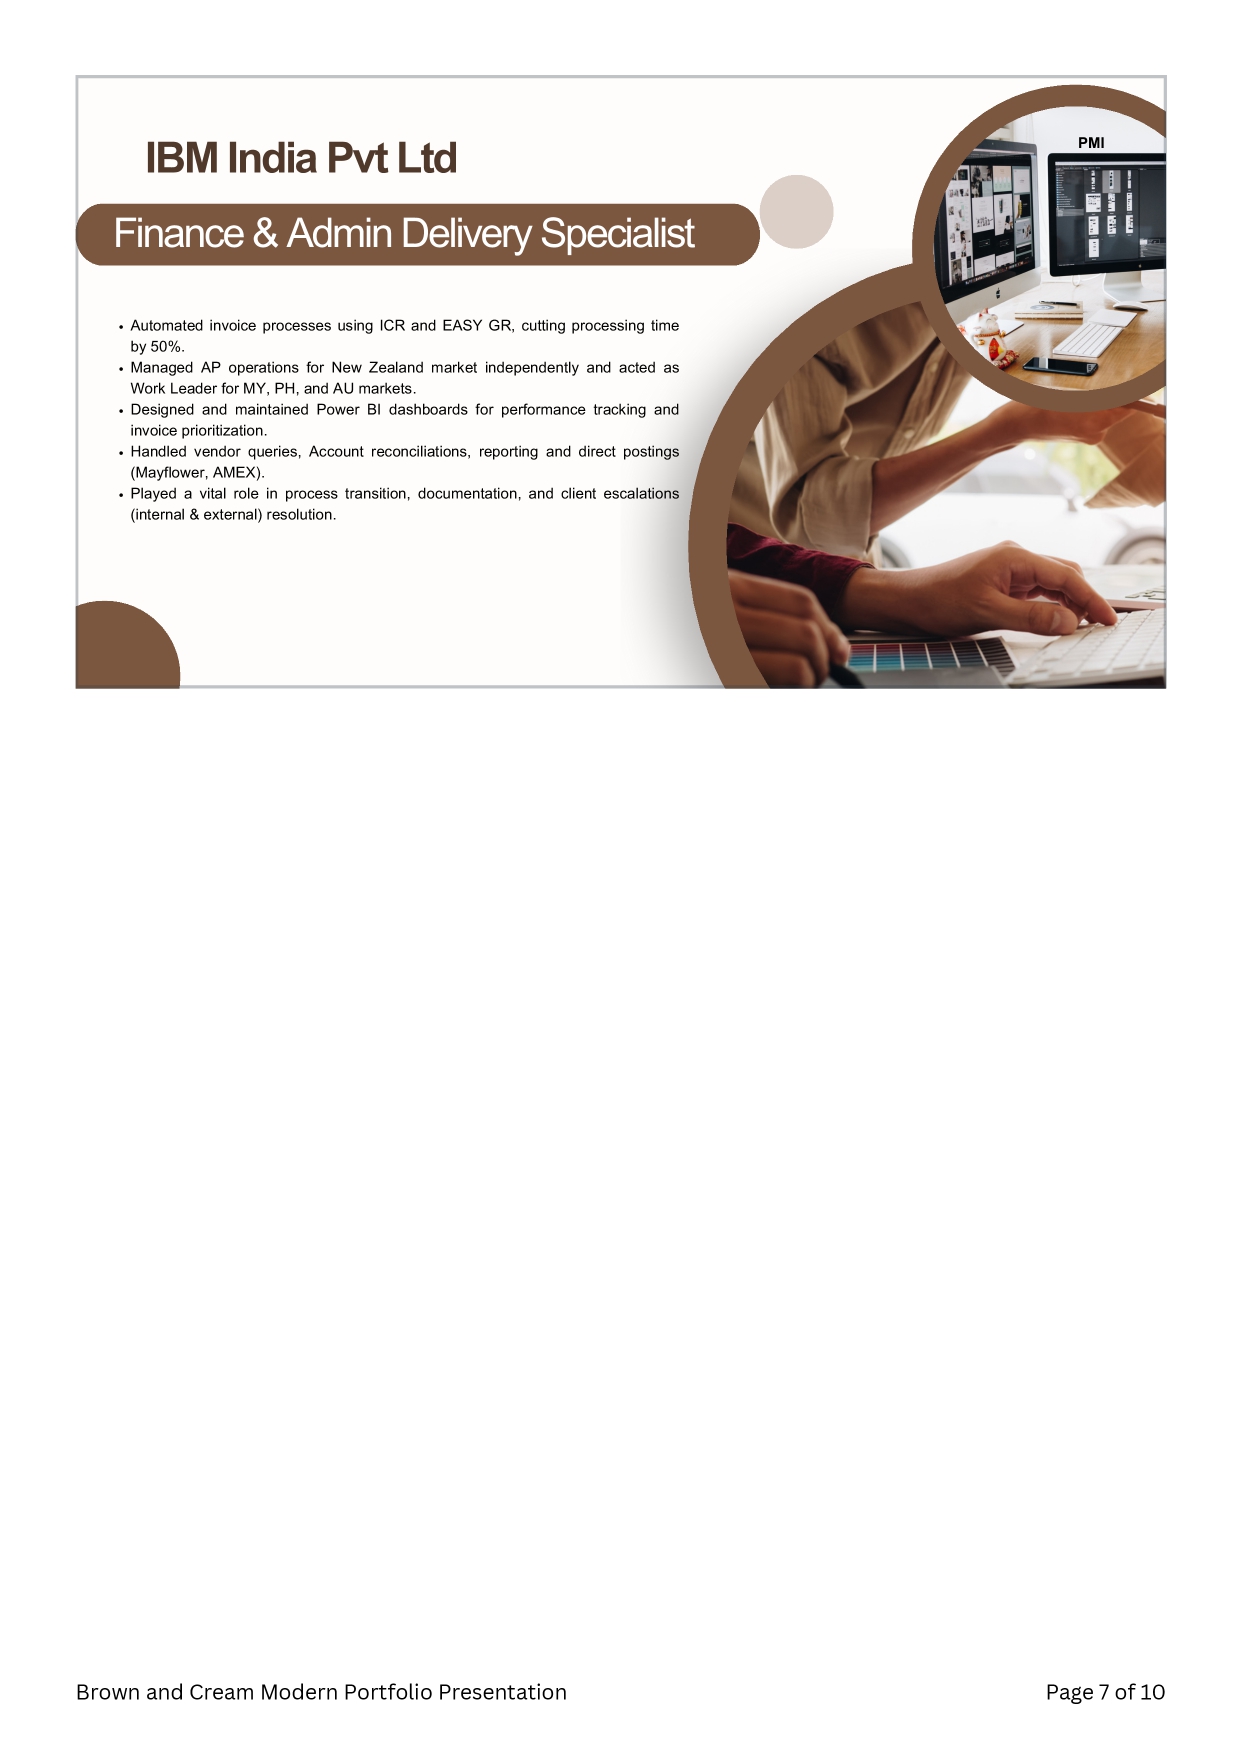 IBM India Pvt Ltd
PMI
Finance & Admin Delivery Specialist
• Automated invoice processes using ICR and EASY GR, cutting processing time
by 50%.
• Managed AP operations for New Zealand market independently and acted as
Work Leader for MY, PH, and AU markets.
• Designed and maintained Power BI dashboards for performance tracking and
invoice prioritization.
• Handled vendor queries, Account reconciliations, reporting and direct postings
(Mayflower, AMEX).
• Played a vital role in process transition, documentation, and client escalations
(internal & external) resolution.
Brown and Cream Modern Portfolio Presentation
Page 7 of 10